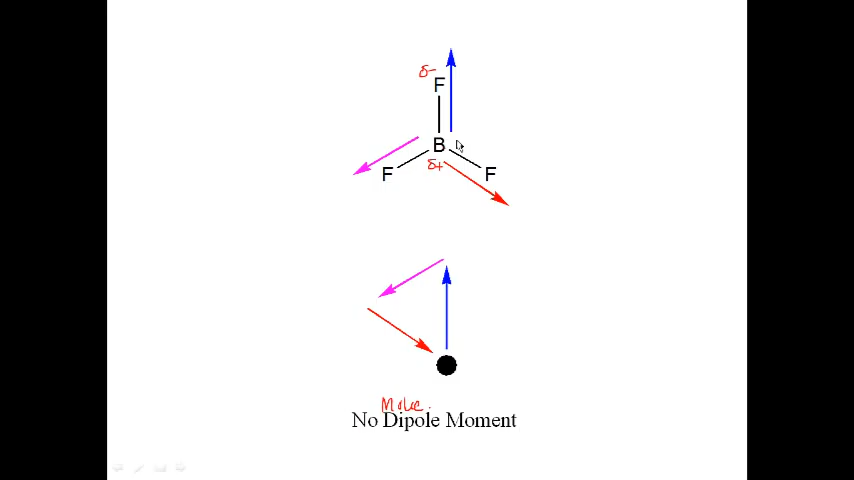 δ-
F
B
F
δ+
F
Molec.
No Dipole Moment